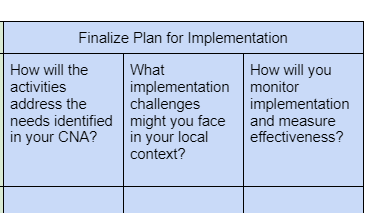 Finalize Plan for Implementation
How will the
activities
address the
needs identified
in your CNA?
What
implementation
challenges
might you face
in your local
context?
How will you
monitor
implementation
and measure
effectiveness?